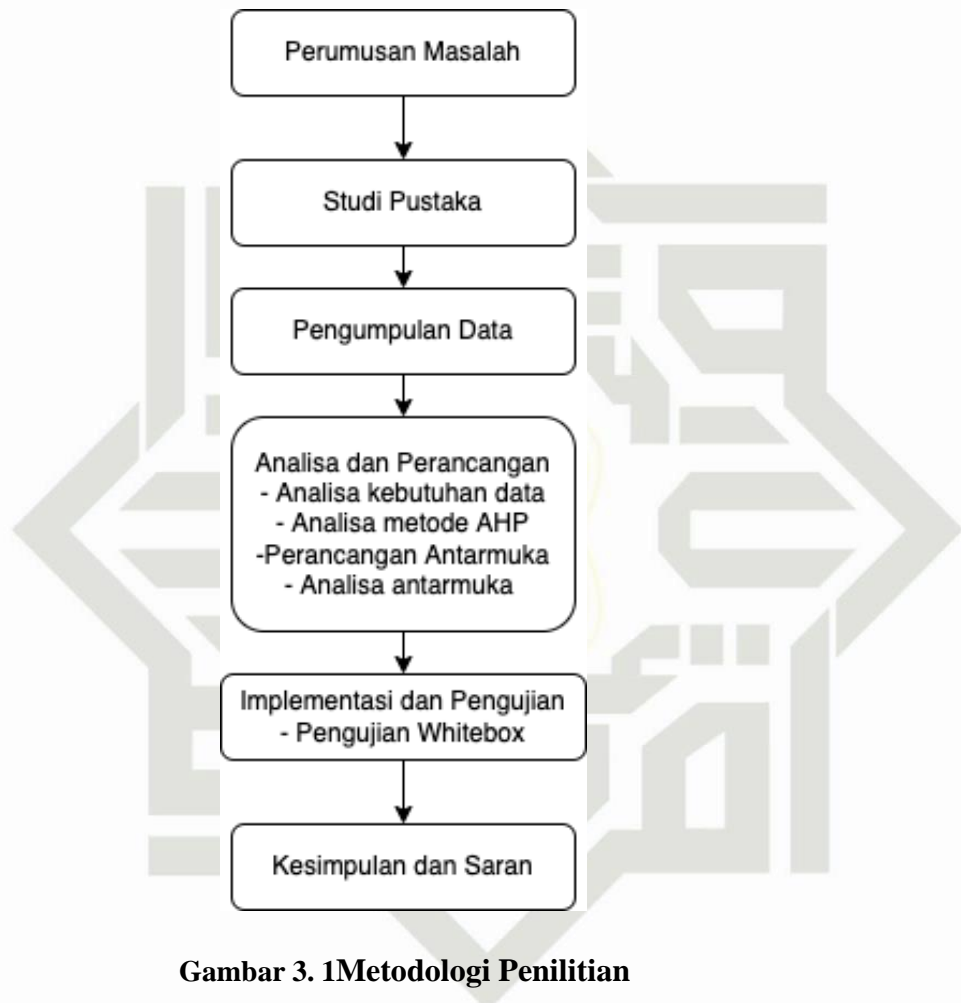 Perumusan Masalah
Studi Pustaka
Pengumpulan Data
Analisa dan Perancangan
- Analisa kebutuhan data
- Analisa metode AHP
-Perancangan Antarmuka
- Analisa antarmuka
Implementasi dan Pengujian
- Pengujian Whitebox
Kesimpulan dan Saran
Gambar 3. 1Metodologi Penilitian